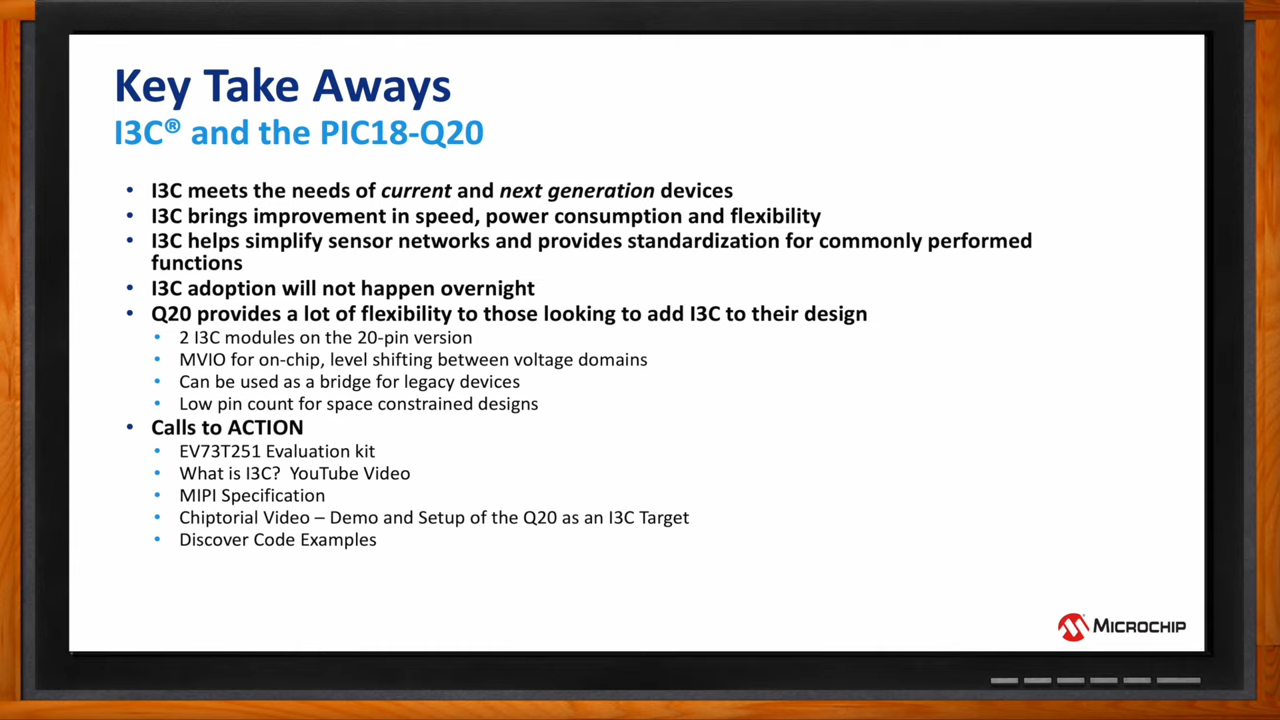 Key Take Aways
I3C® and the PIC18-Q20
• I3C meets the needs of current and next generation devices
• I3C brings improvement in speed, power consumption and flexibility
• I3C helps simplify sensor networks and provides standardization for commonly performed
functions
• I3C adoption will not happen overnight
• Q20 provides a lot of flexibility to those looking to add I3C to their design
• 2 I3C modules on the 20-pin version
• MVIO for on-chip, level shifting between voltage domains
• Can be used as a bridge for legacy devices
• Low pin count for space constrained designs
• Calls to ACTION
• EV73T251 Evaluation kit
• What is I3C?  YouTube Video
• MIPI Specification
• Chiptorial Video – Demo and Setup of the Q20 as an I3C Target
• Discover Code Examples
MICROCHIP